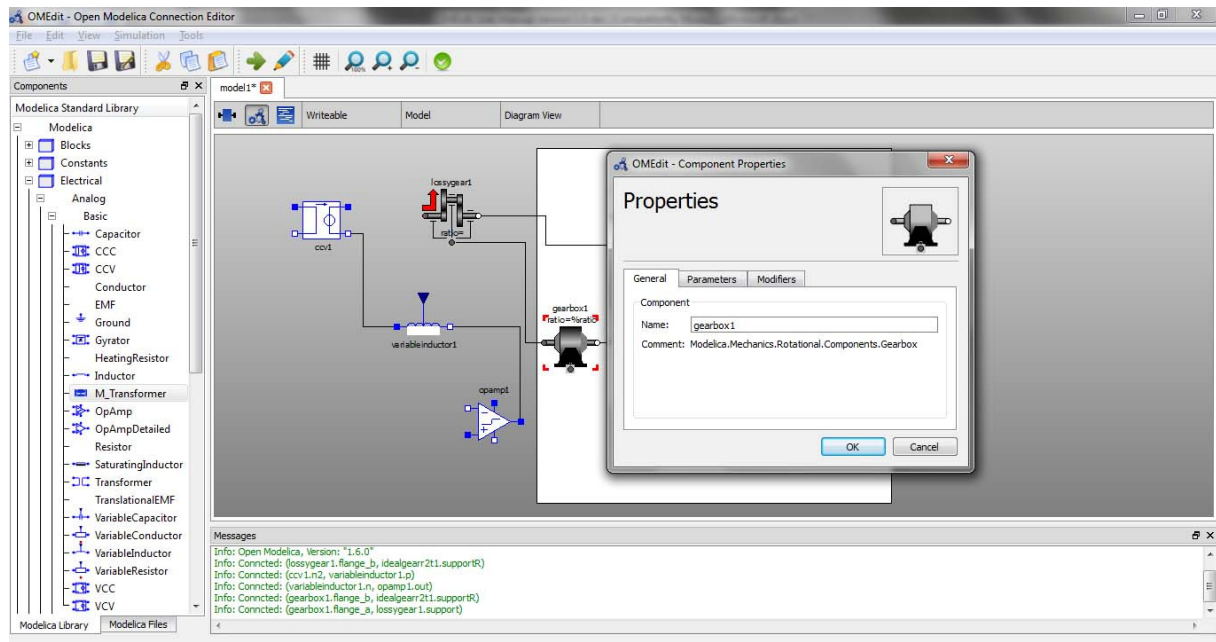 OMEdit - Open Modelica Connection Editor
File Edit View Simulation Tools
Components
model1*
Modelica Standard Library
Writeable Model Diagram View
Modelica
Blocks
Constants
Electrical
Analog
Basic
Capacitor
CCC
CCV
Conductor
EMF
Ground
Gyrator
HeatingResistor
Inductor
M_Transformer
OpAmp
OpAmpDetailed
Resistor
SaturatingInductor
Transformer
TranslationalEMF
VariableCapacitor
VariableConductor
VariableInductor
VariableResistor
VCC
VCV
Modelica Library Modelica Files
lossygear1
ratio=
ccv1
variableinductor1
gearbox1
ratio=%ratio
opamp1
OMEdit - Component Properties
Properties
General Parameters Modifiers
Component
Name: gearbox1
Comment: Modelica.Mechanics.Rotational.Components.Gearbox
OK Cancel
Messages
Info: Open Modelica, Version: "1.6.0"
Info: Conncted: (lossygear1.flange_b, idealgearr2t1.supportR)
Info: Conncted: (ccv1.n2, variableinductor1.p)
Info: Conncted: (variableinductor1.n, opamp1.out)
Info: Conncted: (gearbox1.flange_b, idealgearr2t1.supportR)
Info: Conncted: (gearbox1.flange_a, lossygear1.support)